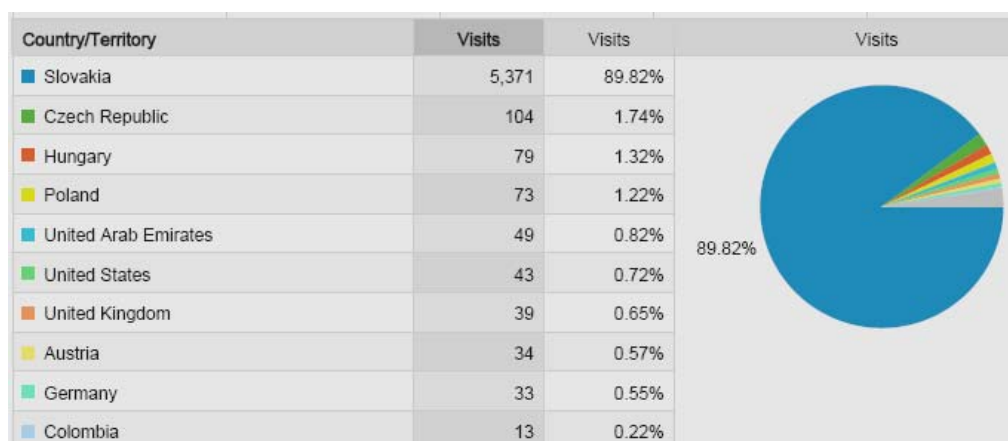 Country/Territory Visits Visits Visits
Slovakia 5,371 89.82%
Czech Republic 104 1.74%
Hungary 79 1.32%
Poland 73 1.22%
United Arab Emirates 49 0.82%
89.82%
United States 43 0.72%
United Kingdom 39 0.65%
Austria 34 0.57%
Germany 33 0.55%
Colombia 13 0.22%